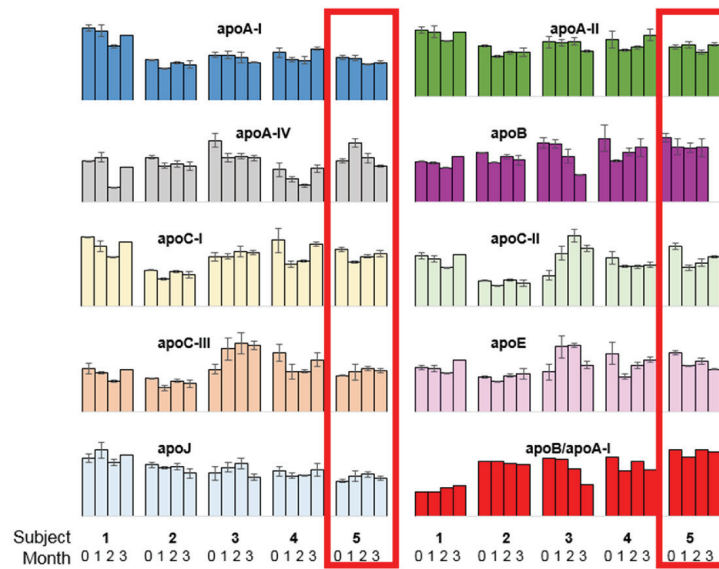 apoA-I apoA-II
apoA-IV apoB
apoC-I apoC-II
apoC-III apoE
apoJ apoB/apoA-I
Subject 1 2 3 4 5 1 2 3 4 5
Month 0 1 2 3 0 1 2 3 0 1 2 3 0 1 2 3 0 1 2 3 0 1 2 3 0 1 2 3 0 1 2 3 0 1 2 3 0 1 2 3